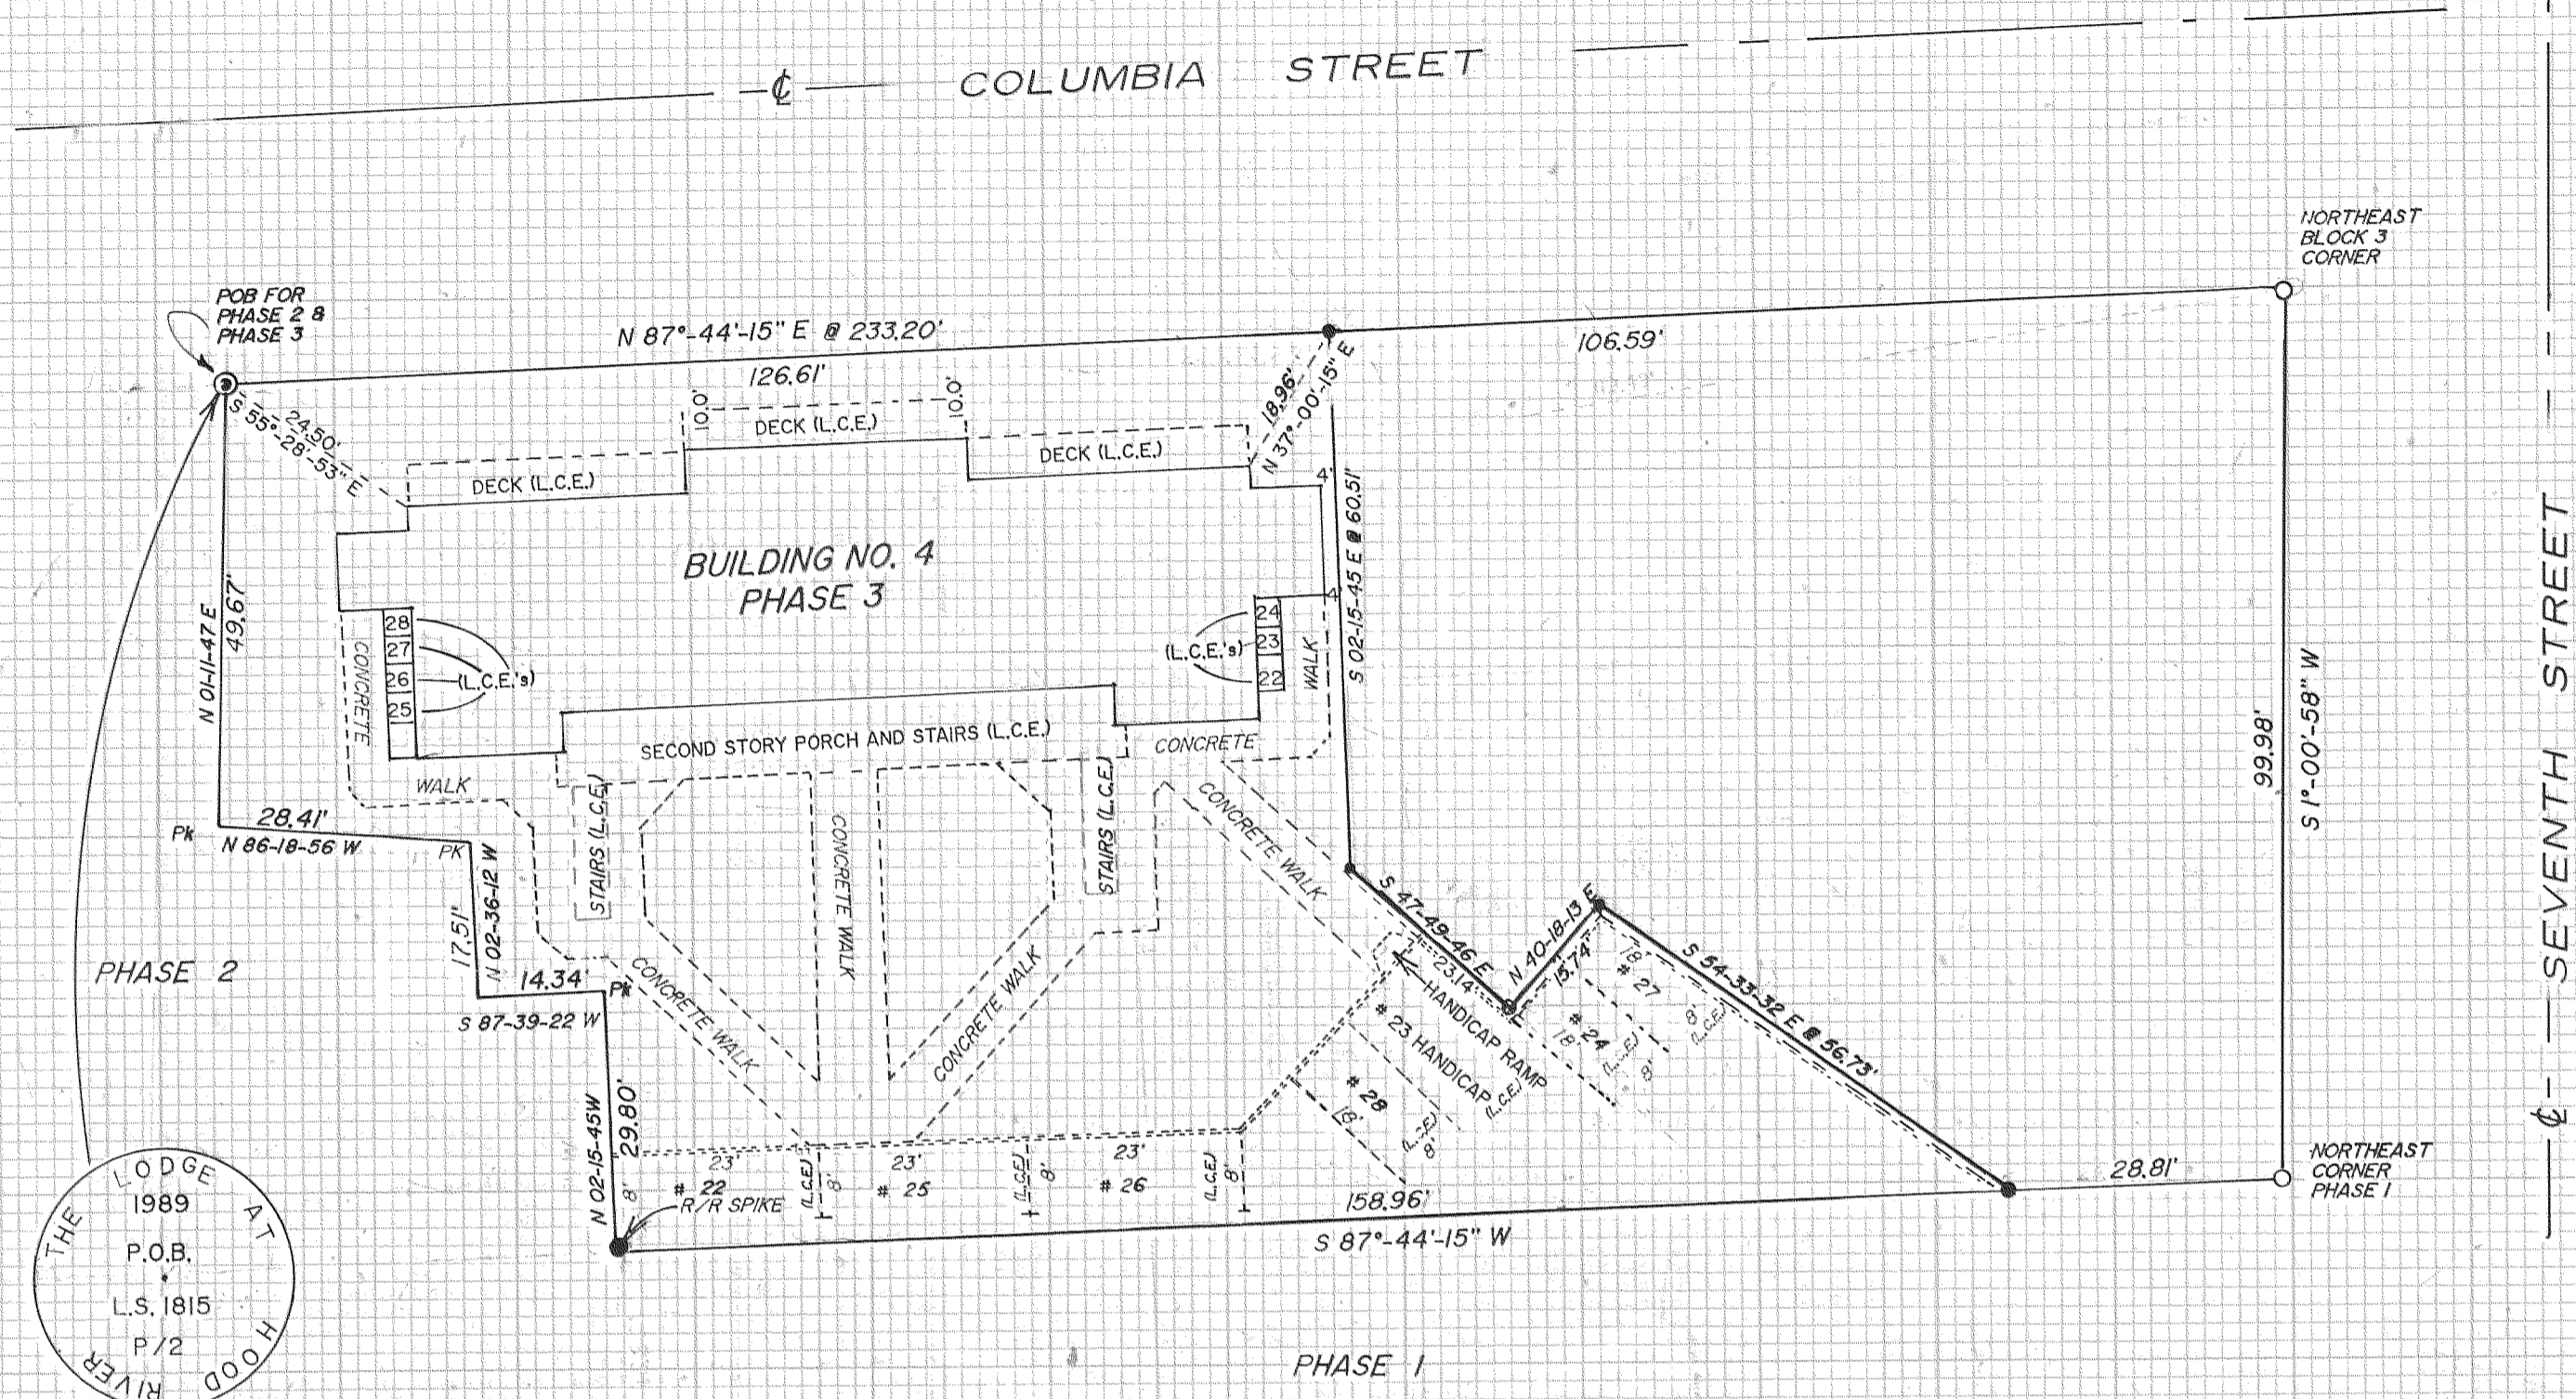 ℄ COLUMBIA STREET
NORTHEAST
BLOCK 3
CORNER
POB FOR
PHASE 2 &
PHASE 3
N 87°-44'-15" E @ 233.20'
126.61'
106.59'
24.50'
S 55°-28'-53" E
10.0'
10.0'
DECK (L.C.E.)
DECK (L.C.E.)
DECK (L.C.E.)
18.96'
N 37°-00'-15" E
4'
4'
S 02-15-45 E @ 60.51'
BUILDING NO. 4
PHASE 3
N 01-11-47 E
49.67'
28
27
26
25
(L.C.E.'s)
24
23
22
(L.C.E.'s)
CONCRETE
WALK
WALK
CONCRETE
SECOND STORY PORCH AND STAIRS (L.C.E.)
STAIRS (L.C.E)
STAIRS (L.C.E.)
CONCRETE WALK
CONCRETE WALK
CONCRETE WALK
CONCRETE WALK
99.98'
S 1°-00'-58" W
SEVENTH STREET
℄
Pk
28.41'
N 86-18-56 W
PK
17.51'
N 02-36-12 W
14.34'
Pk
S 87-39-22 W
PHASE 2
N 02-15-45W
29.80'
S 47-49-46 E
23.14'
N 40-18-13 E
15.74'
S 54-33-32 E @ 56.73'
18'
# 27
8'
(L.C.E.)
# 24
18'
(L.C.E)
8'
HANDICAP RAMP
# 23 HANDICAP
(L.C.E.)
# 28
18'
(L.C.E)
8'
23'
# 22
8'
R/R SPIKE
(L.C.E)
8'
23'
# 25
(L.C.E)
8'
23'
# 26
(L.C.E)
8'
158.96'
S 87°-44'-15" W
28.81'
NORTHEAST
CORNER
PHASE I
THE LODGE AT HOOD RIVER
1989
P.O.B.
L.S. 1815
P/2
PHASE I